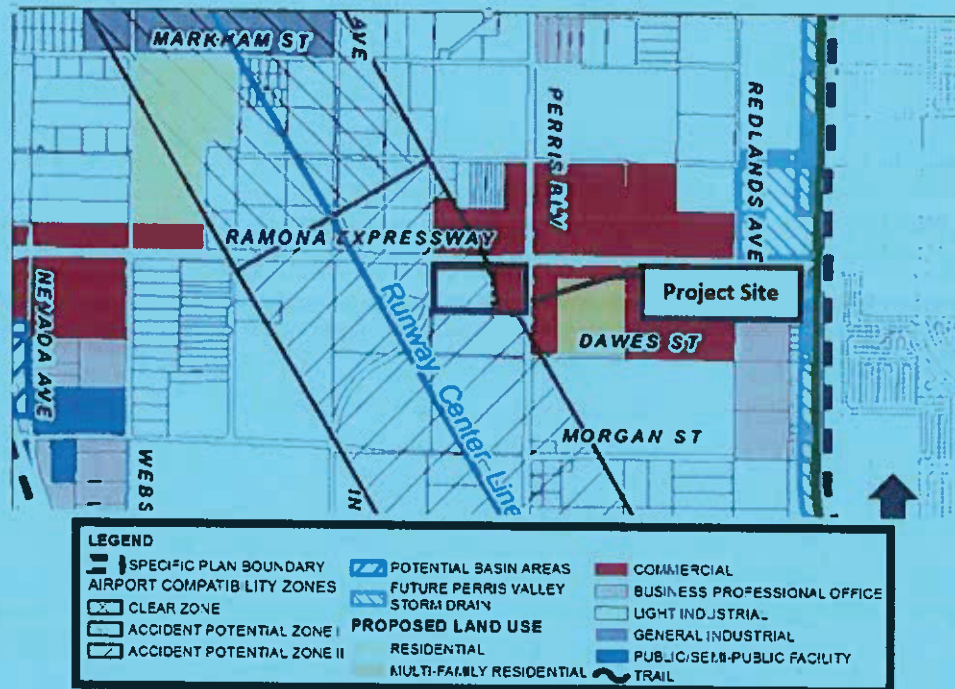 MARKHAM ST
AVE
PERRIS BLV
REDLANDS AVE
RAMONA EXPRESSWAY
NEVADA AVE
Runway Center-Line
Project Site
DAWES ST
MORGAN ST
WEBS
IN
LEGEND
SPECIFIC PLAN BOUNDARY
AIRPORT COMPATIBILITY ZONES
CLEAR ZONE
ACCIDENT POTENTIAL ZONE I
ACCIDENT POTENTIAL ZONE II
POTENTIAL BASIN AREAS
FUTURE PERRIS VALLEY
STORM DRAIN
PROPOSED LAND USE
RESIDENTIAL
MULTI-FAMILY RESIDENTIAL
COMMERCIAL
BUSINESS PROFESSIONAL OFFICE
LIGHT INDUSTRIAL
GENERAL INDUSTRIAL
PUBLIC/SEMI-PUBLIC FACILITY
TRAIL